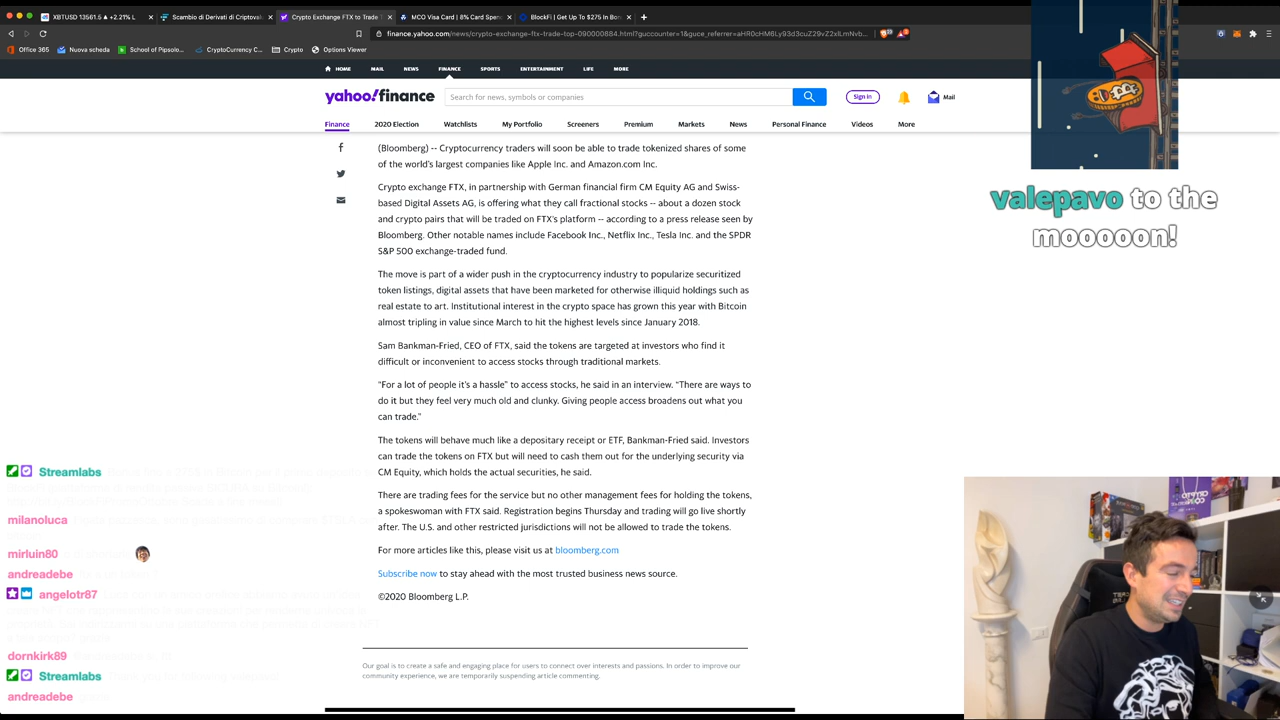 XBTUSD 13561.5 ▲ +2.21% L
Scambio di Derivati di Criptovalu
Crypto Exchange FTX to Trade T
MCO Visa Card | 8% Card Spen
BlockFi | Get Up To $275 in Bo
finance.yahoo.com/news/crypto-exchange-ftx-trade-top-090000884.html
Office 365
Nuova scheda
School of Pipsolo...
CryptoCurrency C...
Crypto
Options Viewer
HOME MAIL NEWS FINANCE SPORTS ENTERTAINMENT LIFE MORE
yahoo!finance
Search for news, symbols or companies
Sign in
Mail
Finance 2020 Election Watchlists My Portfolio Screeners Premium Markets News Personal Finance Videos More
(Bloomberg) -- Cryptocurrency traders will soon be able to trade tokenized shares of some
of the world's largest companies like Apple Inc. and Amazon.com Inc.
Crypto exchange FTX, in partnership with German financial firm CM Equity AG and Swiss-
based Digital Assets AG, is offering what they call fractional stocks -- about a dozen stock
and crypto pairs that will be traded on FTX's platform -- according to a press release seen by
Bloomberg. Other notable names include Facebook Inc., Netflix Inc., Tesla Inc. and the SPDR
S&P 500 exchange-traded fund.
The move is part of a wider push in the cryptocurrency industry to popularize securitized
token listings, digital assets that have been marketed for otherwise illiquid holdings such as
real estate to art. Institutional interest in the crypto space has grown this year with Bitcoin
almost tripling in value since March to hit the highest levels since January 2018.
Sam Bankman-Fried, CEO of FTX, said the tokens are targeted at investors who find it
difficult or inconvenient to access stocks through traditional markets.
“For a lot of people it's a hassle” to access stocks, he said in an interview. “There are ways to
do it but they feel very much old and clunky. Giving people access broadens out what you
can trade.”
The tokens will behave much like a depositary receipt or ETF, Bankman-Fried said. Investors
can trade the tokens on FTX but will need to cash them out for the underlying security via
CM Equity, which holds the actual securities, he said.
There are trading fees for the service but no other management fees for holding the tokens,
a spokeswoman with FTX said. Registration begins Thursday and trading will go live shortly
after. The U.S. and other restricted jurisdictions will not be allowed to trade the tokens.
For more articles like this, please visit us at bloomberg.com
Subscribe now to stay ahead with the most trusted business news source.
©2020 Bloomberg L.P.
Our goal is to create a safe and engaging place for users to connect over interests and passions. In order to improve our
community experience, we are temporarily suspending article commenting.
valepavo to the
mooooon!
Streamlabs
milanoluca
mirluin80
andreadebe
angelotr87
dornkirk89
Streamlabs
andreadebe